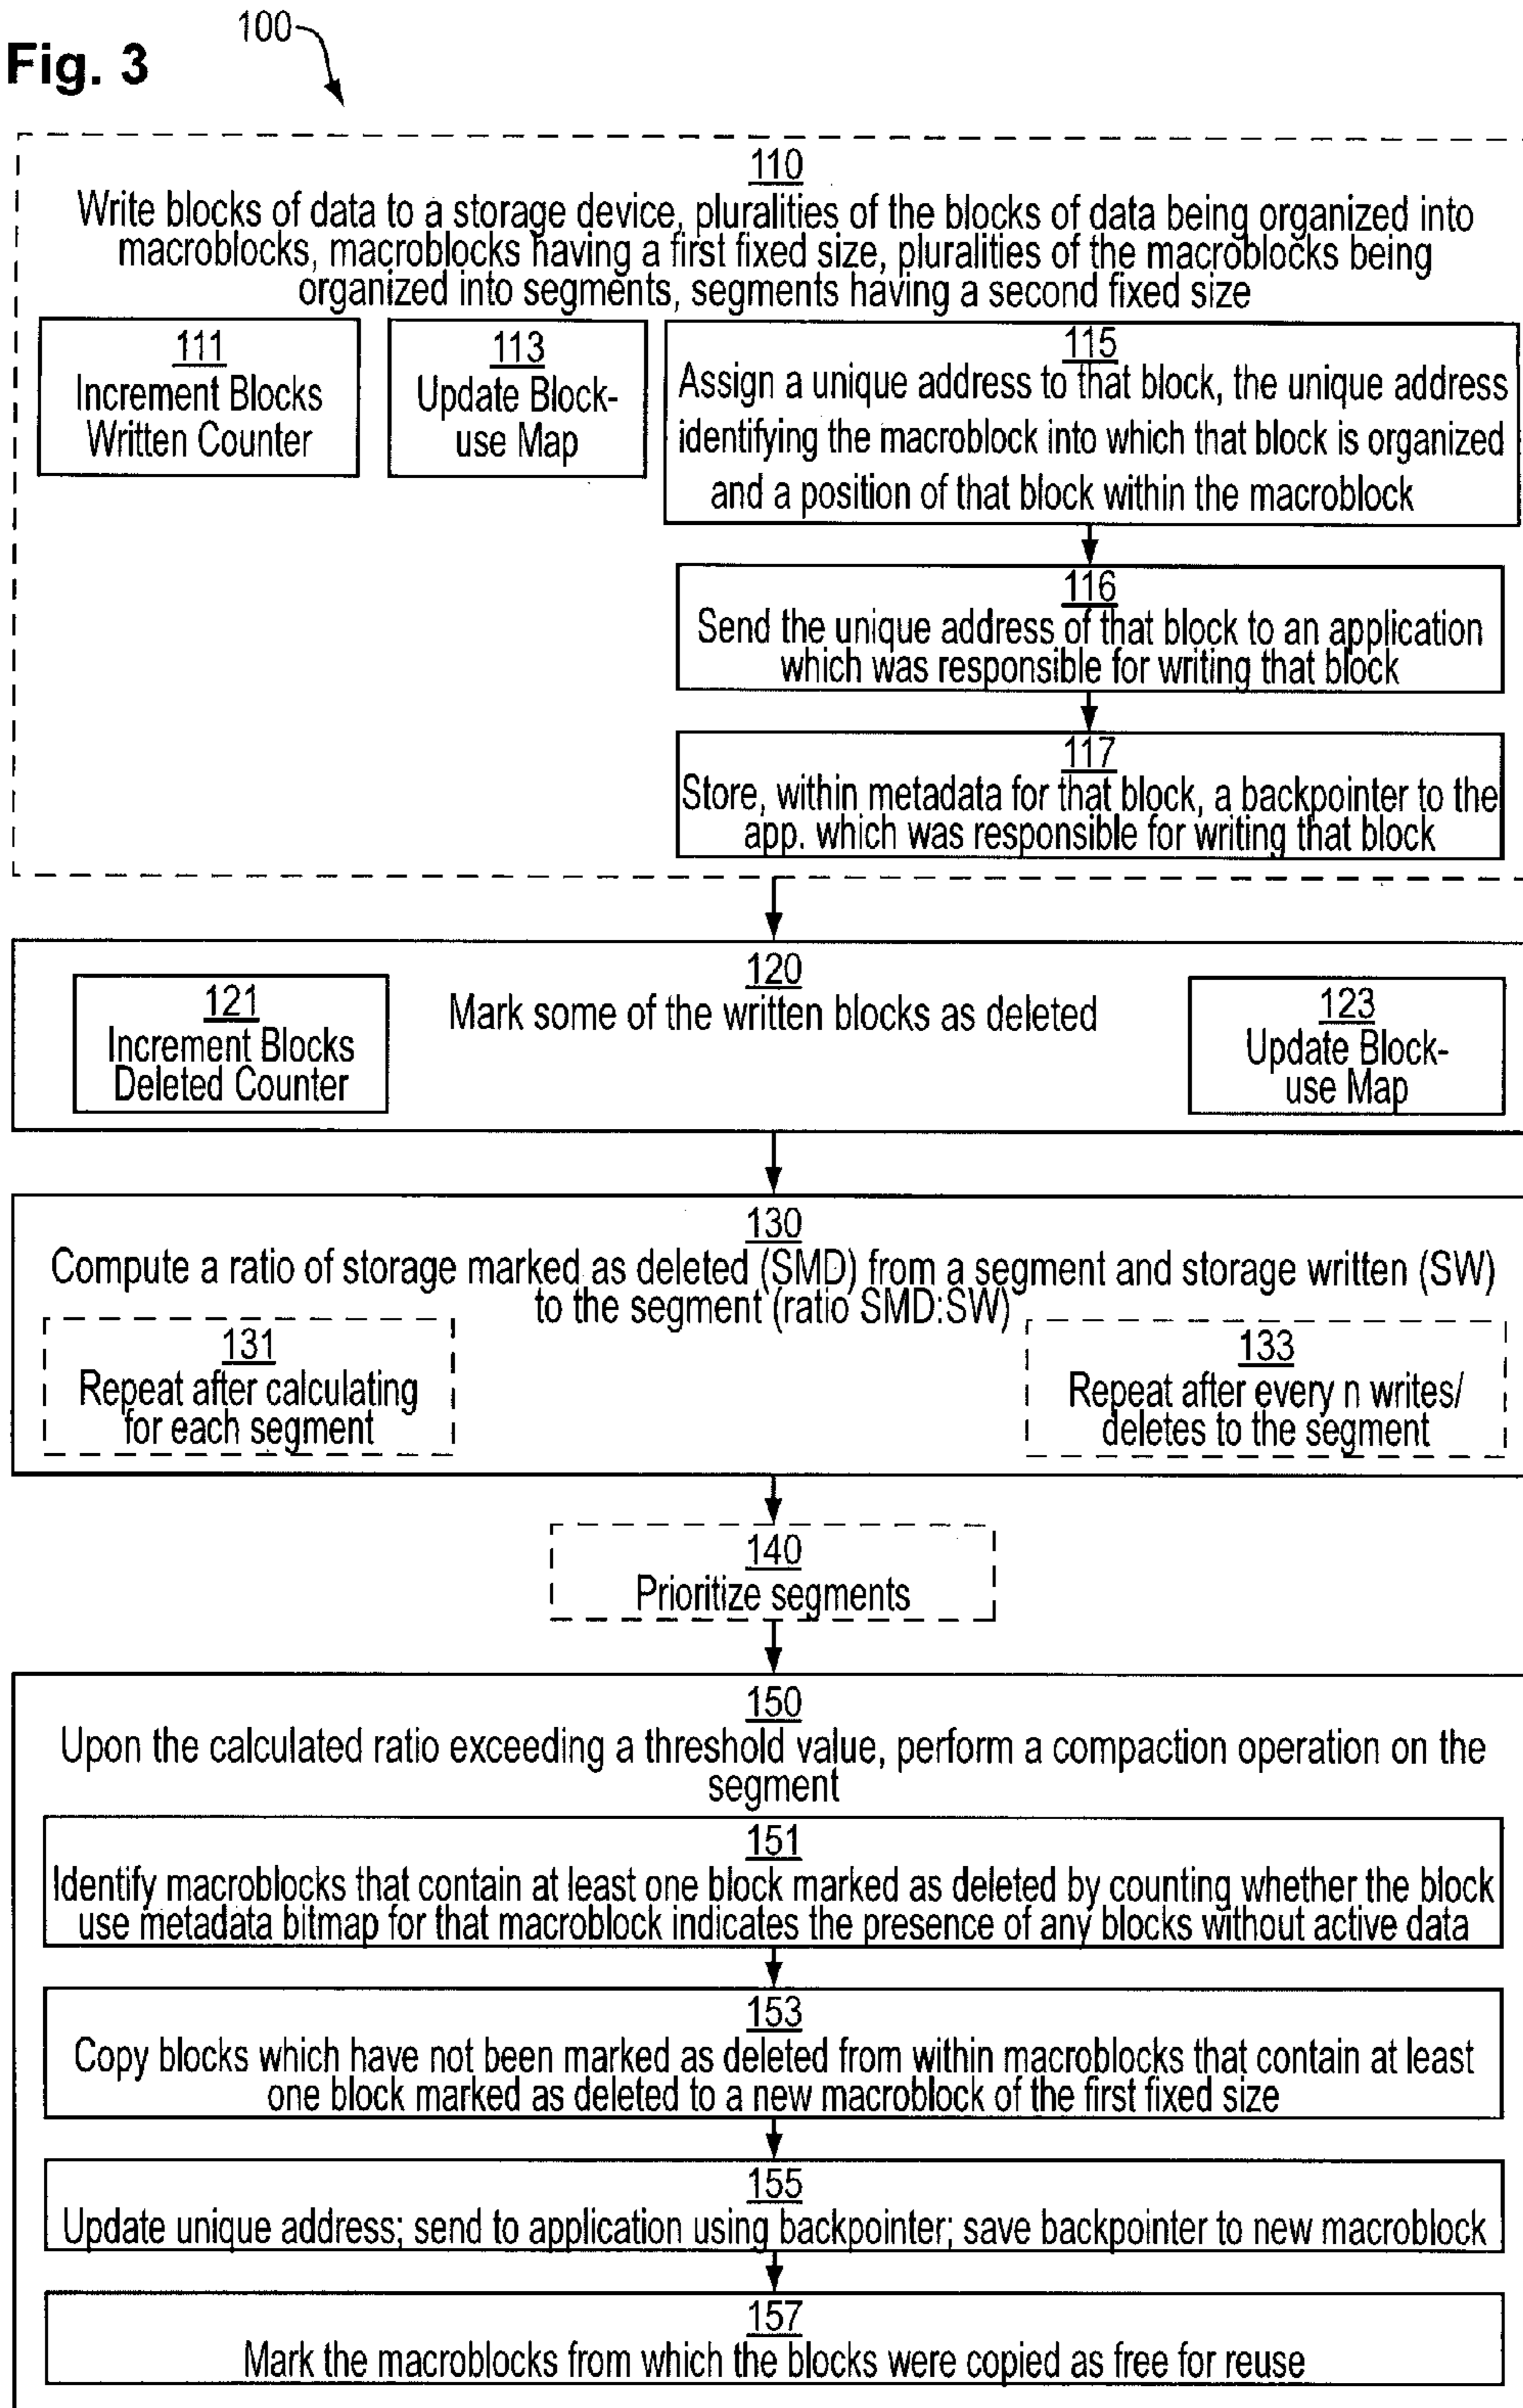 100
Fig. 3
110
Write blocks of data to a storage device, pluralities of the blocks of data being organized into
macroblocks, macroblocks having a first fixed size, pluralities of the macroblocks being
organized into segments, segments having a second fixed size
111
Increment Blocks
Written Counter
113
Update Block-
use Map
115
Assign a unique address to that block, the unique address
identifying the macroblock into which that block is organized
and a position of that block within the macroblock
116
Send the unique address of that block to an application
which was responsible for writing that block
117
Store, within metadata for that block, a backpointer to the
app. which was responsible for writing that block
120
Mark some of the written blocks as deleted
121
Increment Blocks
Deleted Counter
123
Update Block-
use Map
130
Compute a ratio of storage marked as deleted (SMD) from a segment and storage written (SW)
to the segment (ratio SMD:SW)
131
Repeat after calculating
for each segment
133
Repeat after every n writes/
deletes to the segment
140
Prioritize segments
150
Upon the calculated ratio exceeding a threshold value, perform a compaction operation on the
segment
151
Identify macroblocks that contain at least one block marked as deleted by counting whether the block
use metadata bitmap for that macroblock indicates the presence of any blocks without active data
153
Copy blocks which have not been marked as deleted from within macroblocks that contain at least
one block marked as deleted to a new macroblock of the first fixed size
155
Update unique address; send to application using backpointer; save backpointer to new macroblock
157
Mark the macroblocks from which the blocks were copied as free for reuse